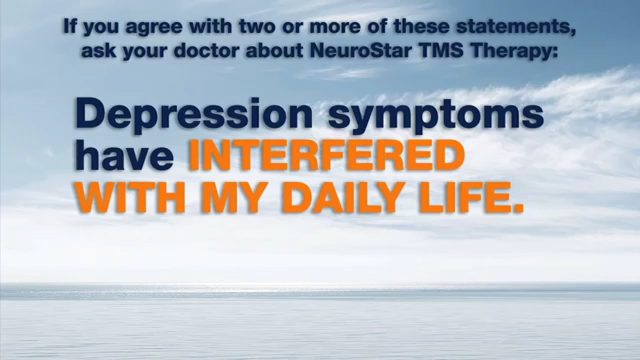 If you agree with two or more of these statements,
ask your doctor about NeuroStar TMS Therapy:
Depression symptoms
have INTERFERED
WITH MY DAILY LIFE.